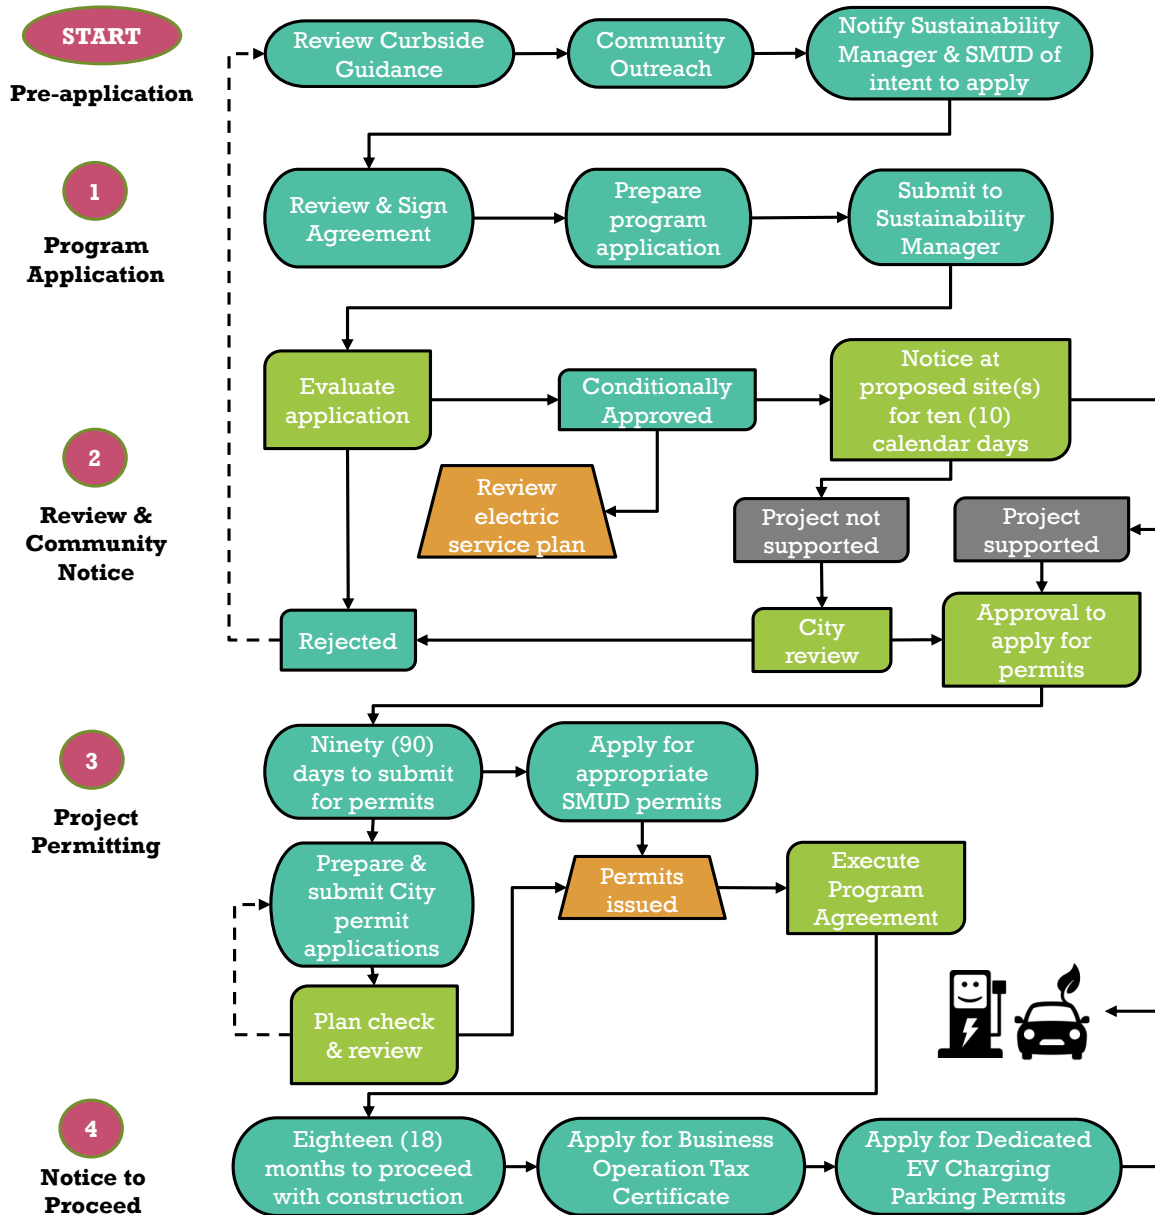 START
Pre-application
Review Curbside
Guidance
Community
Outreach
Notify Sustainability
Manager & SMUD of
intent to apply
1
Program
Application
Review & Sign
Agreement
Prepare
program
application
Submit to
Sustainability
Manager
2
Review &
Community
Notice
Evaluate
application
Conditionally
Approved
Notice at
proposed site(s)
for ten (10)
calendar days
Review
electric
service plan
Project not
supported
Project
supported
Rejected
City
review
Approval to
apply for
permits
3
Project
Permitting
Ninety (90)
days to submit
for permits
Apply for
appropriate
SMUD permits
Prepare &
submit City
permit
applications
Permits
issued
Execute
Program
Agreement
Plan check
& review
4
Notice to
Proceed
Eighteen (18)
months to proceed
with construction
Apply for Business
Operation Tax
Certificate
Apply for Dedicated
EV Charging
Parking Permits